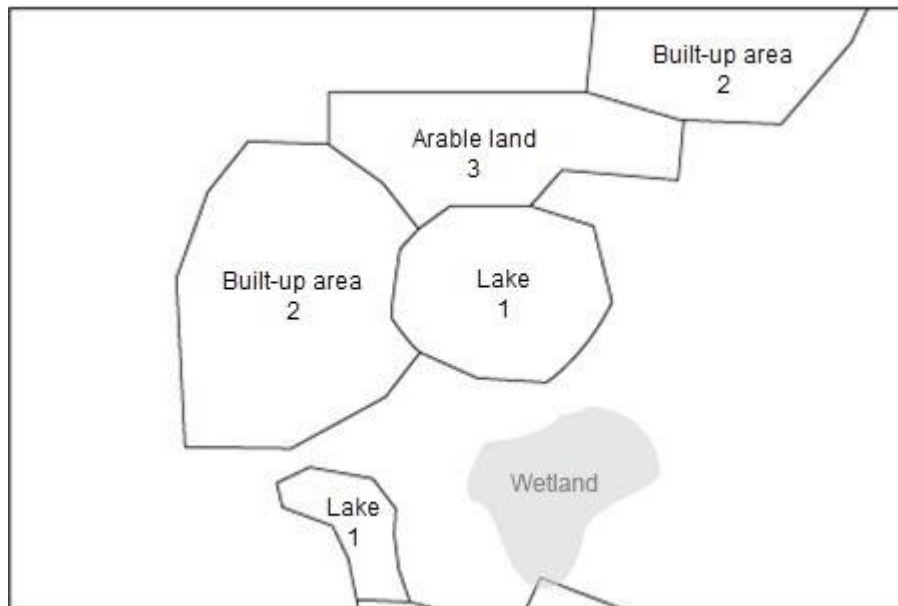 Built-up area
2
Arable land
3
Built-up area
2
Lake
1
Wetland
Lake
1